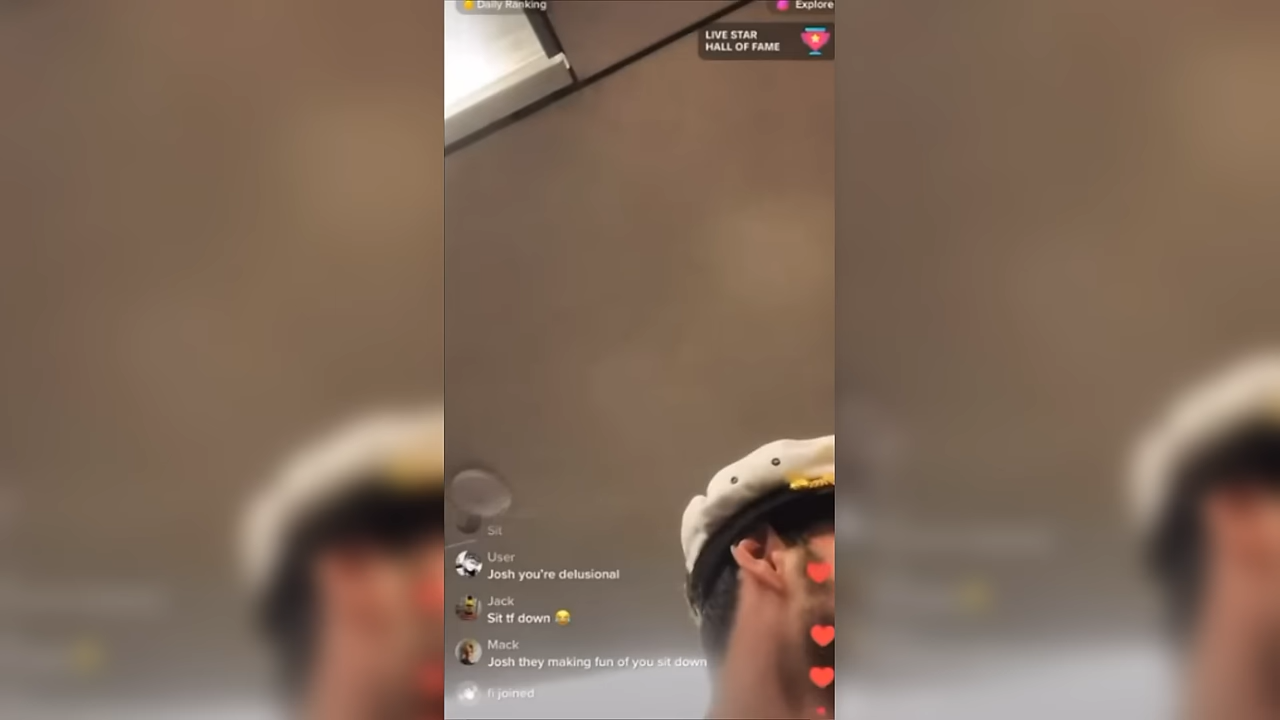 Daily Ranking
Explore
LIVE STAR
HALL OF FAME
Sit
User
Josh you're delusional
Jack
Sit tf down 😂
Mack
Josh they making fun of you sit down
fi joined